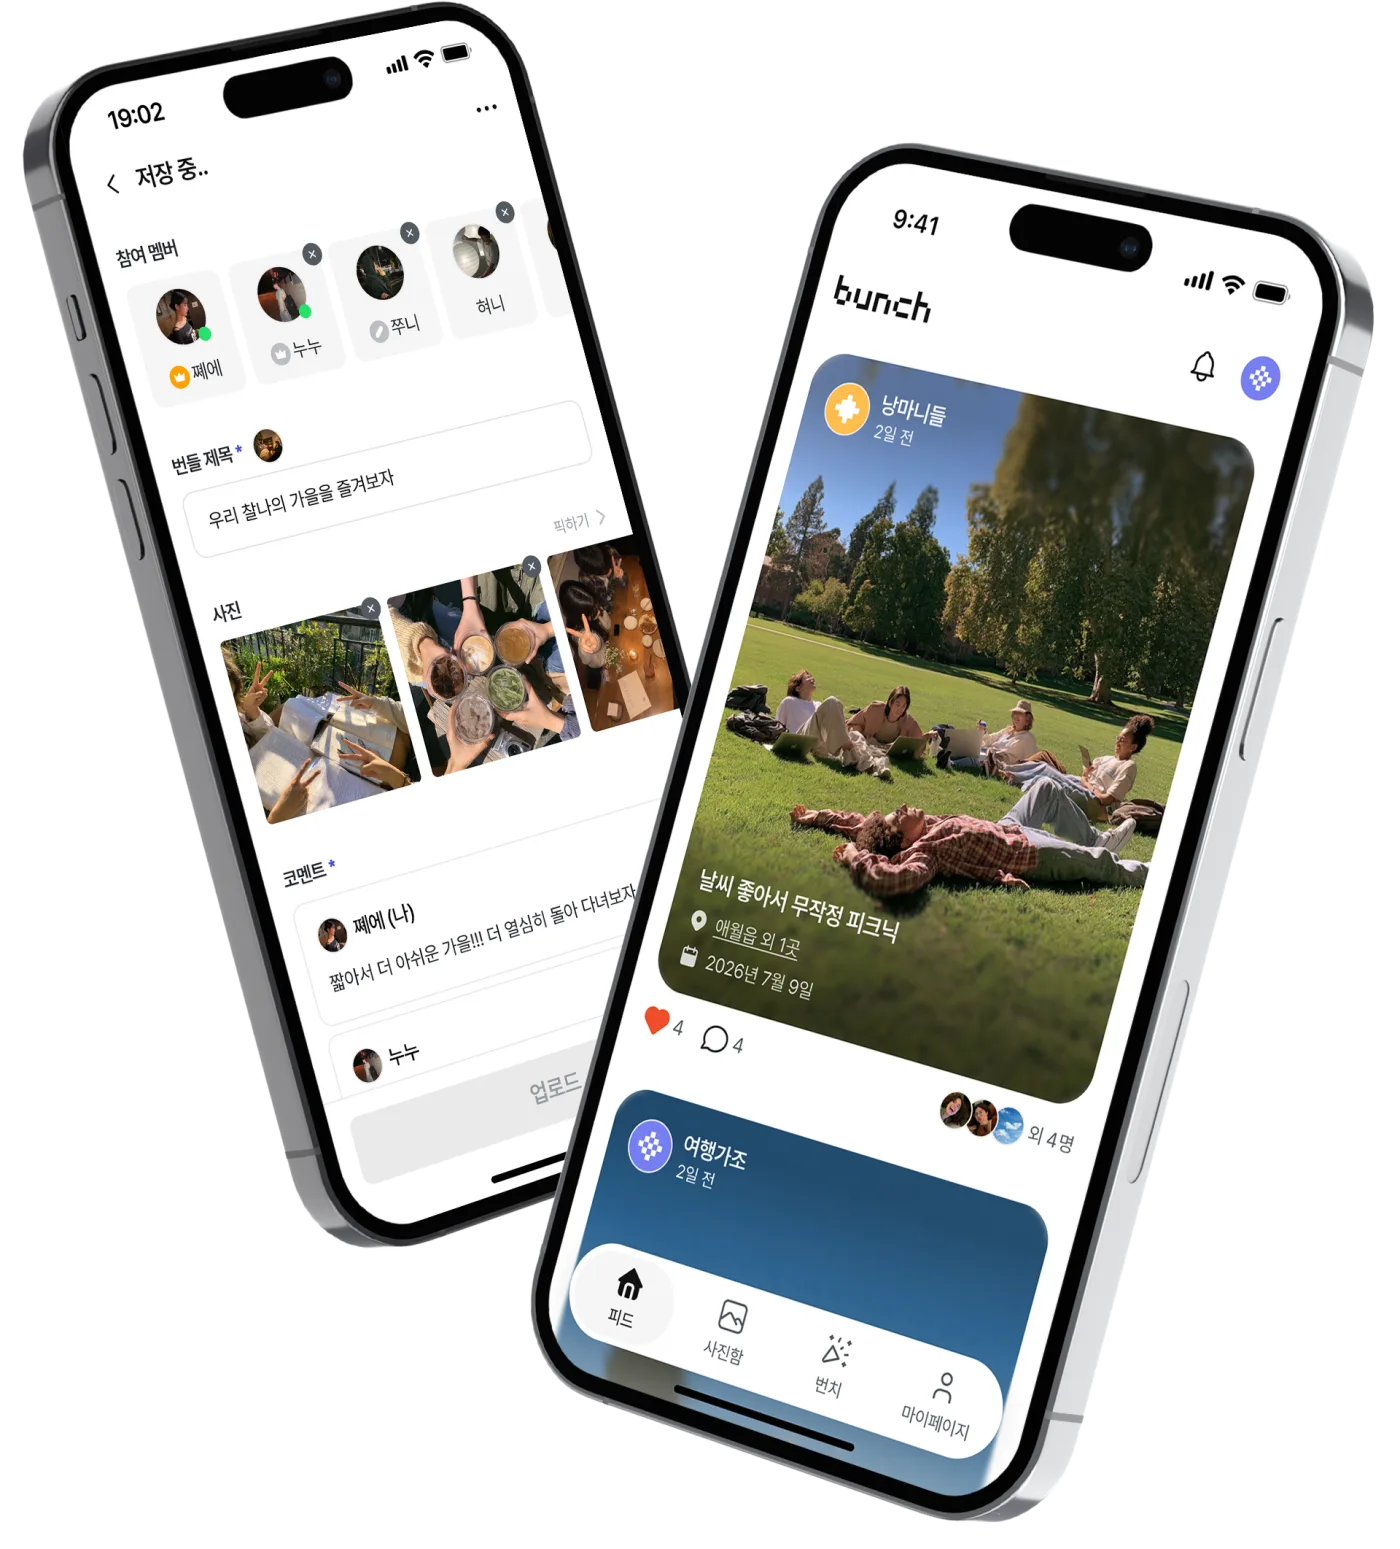 19:02
저장 중..
참여 멤버
쩨에
누누
쭈니
혀니
번들 제목 *
우리 찰나의 가을을 즐겨보자
픽하기
사진
코멘트 *
쩨에 (나)
짧아서 더 아쉬운 가을!!! 더 열심히 돌아 다녀보자
누누
업로드
9:41
bunch
낭마니들
2일 전
날씨 좋아서 무작정 피크닉
애월읍 외 1곳
2026년 7월 9일
4
4
외 4명
여행가조
2일 전
피드
사진함
번치
마이페이지